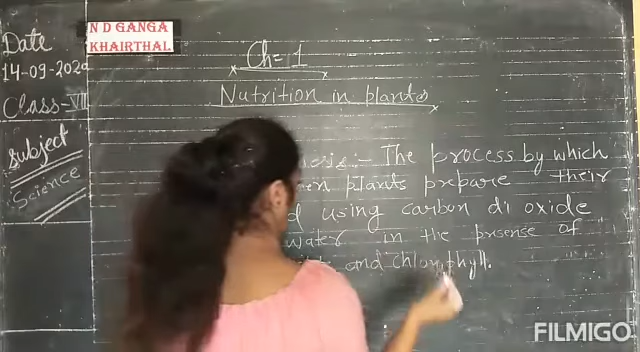 N D GANGA
KHAIRTHAL
Date
14-09-2020
Class-VII
Subject
Science
Ch= 1
Nutrition in plants
:- The process by which
plants prepare their
using carbon di oxide
water in the prsense of
and chlorophyll.
FILMIGO